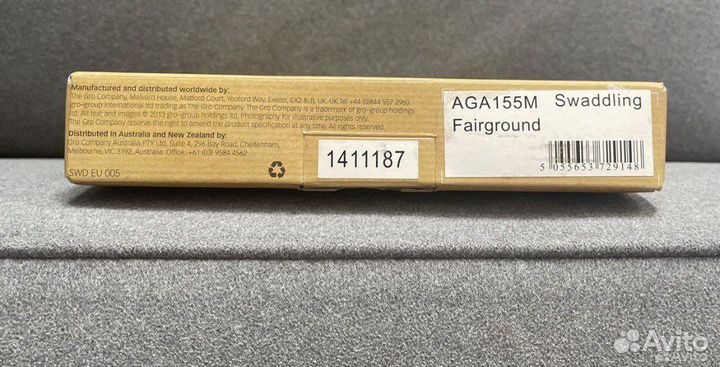 Manufactured and distributed worldwide by:
The Gro Company, Malvern House, Matford Court, Yeoford Way, Exeter, EX2 8LB, UK. UK Tel +44 (0)844 557 2960
gro-group international ltd trading as The Gro Company. The Gro Company is a trademark of gro-group holdings
ltd. All text and images © 2013 gro-group holdings ltd. Photography for illustrative purposes only.
The Gro Company reserve the right to amend the product specification at any time. All rights reserved.
Distributed in Australia and New Zealand by:
Gro Company Australia PTY Ltd, Suite 4, 296 Bay Road, Cheltenham,
Melbourne, VIC 3192, Australia. Office: +61 (03) 9584 4562
SWD EU 005
1411187
AGA155M Swaddling
Fairground
5 055653 729148
Avito